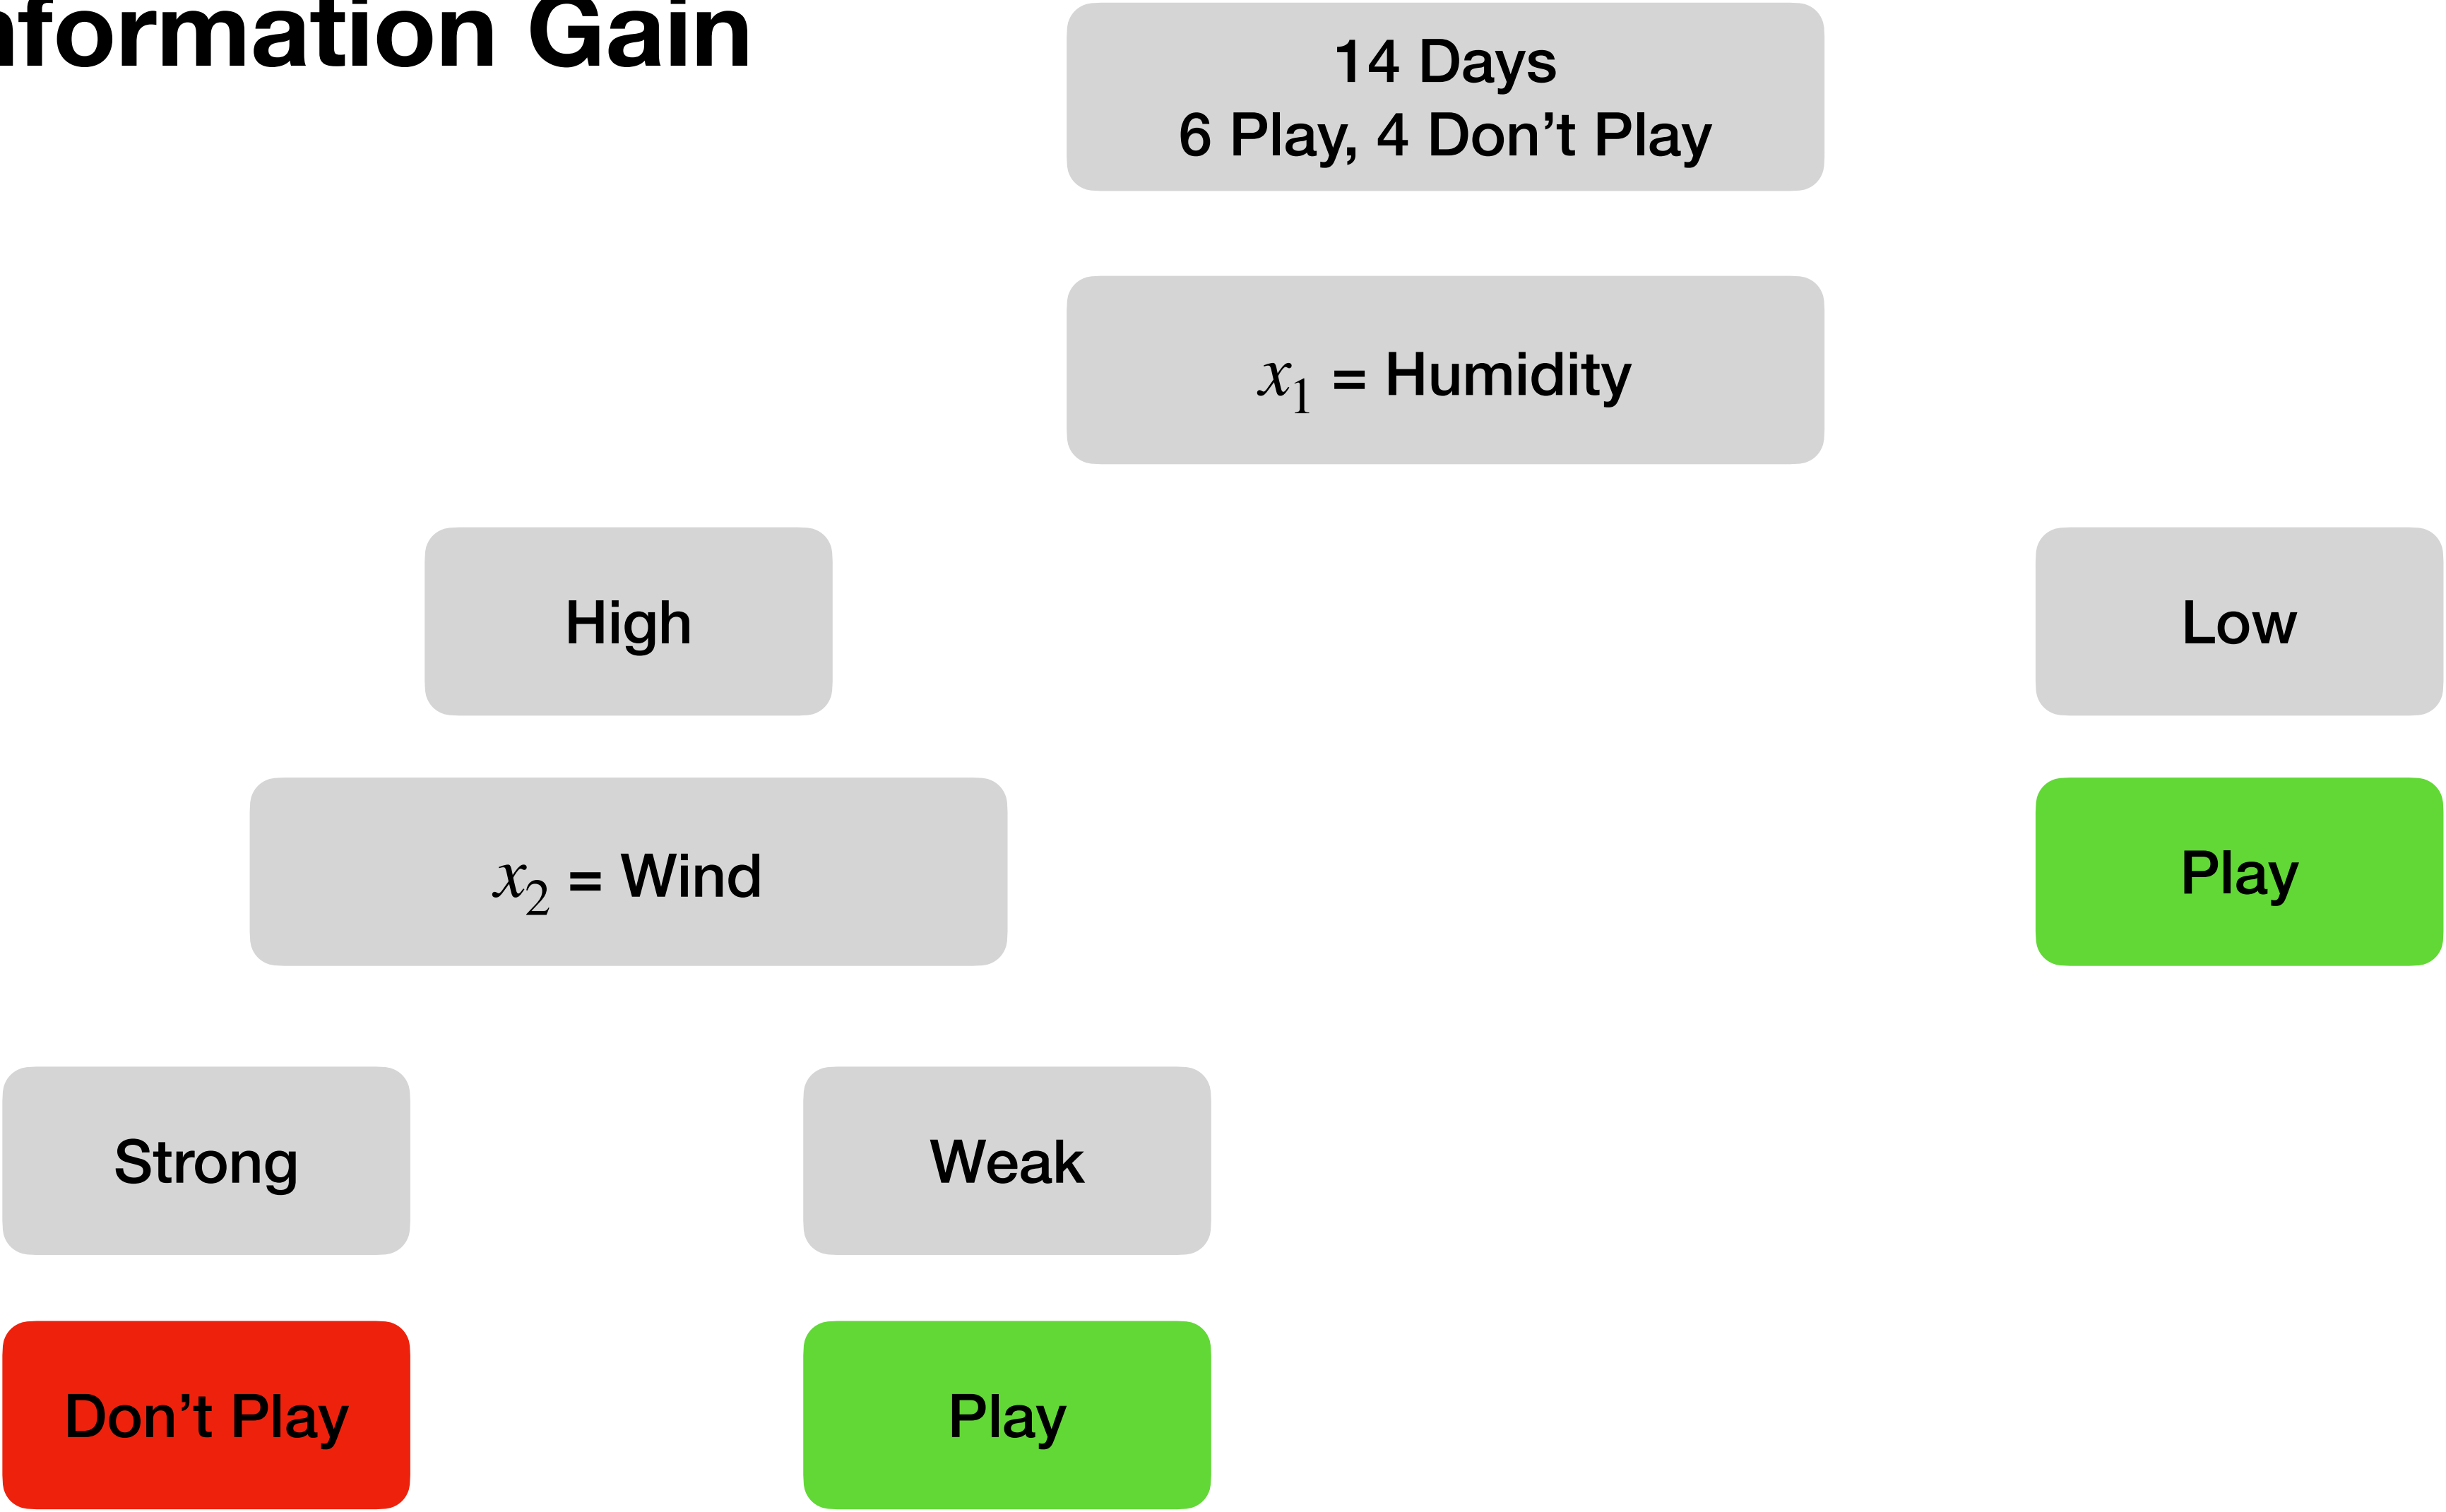 nformation Gain
14 Days
6 Play, 4 Don’t Play
x₁ = Humidity
High
Low
x₂ = Wind
Play
Strong
Weak
Don’t Play
Play